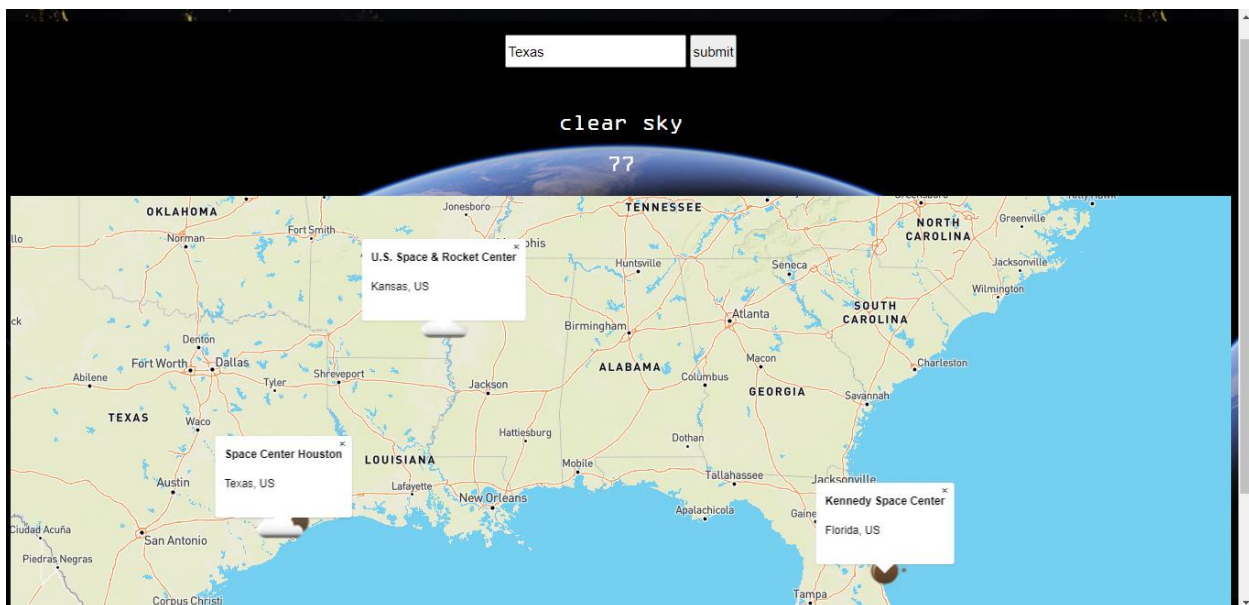 Texas submit
clear sky
77
OKLAHOMA
Jonesboro
TENNESSEE
NORTH
CAROLINA
Greenville
Norman
Fort Smith
Huntsville
Seneca
Jacksonville
Wilmington
×
U.S. Space & Rocket Center
Kansas, US
Birmingham
Atlanta
SOUTH
CAROLINA
Denton
Fort Worth
Dallas
Abilene
Tyler
Shreveport
Jackson
ALABAMA
Columbus
Macon
GEORGIA
Charleston
Savannah
TEXAS
Waco
Hattiesburg
Dothan
×
Space Center Houston
Texas, US
LOUISIANA
Austin
Lafayette
New Orleans
Mobile
Tallahassee
Jacksonville
Apalachicola
×
Kennedy Space Center
Florida, US
Ciudad Acuña
San Antonio
Piedras Negras
Corpus Christi
Tampa